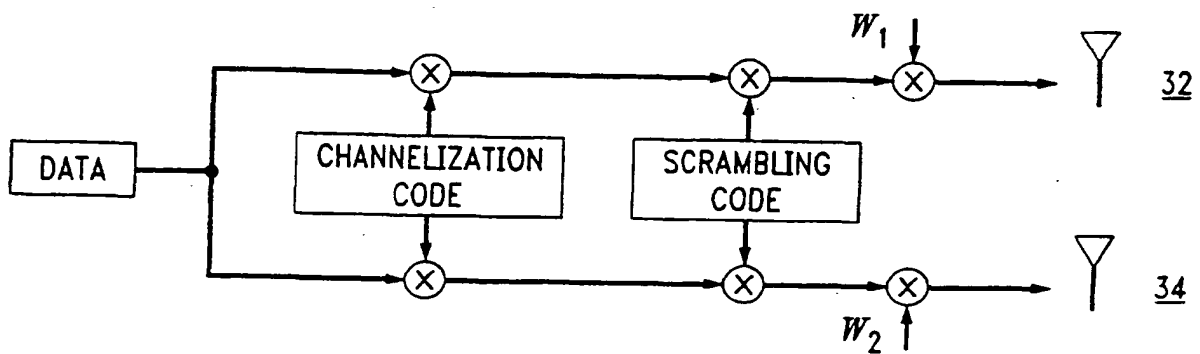 W1
32
DATA
CHANNELIZATION
CODE
SCRAMBLING
CODE
34
W2